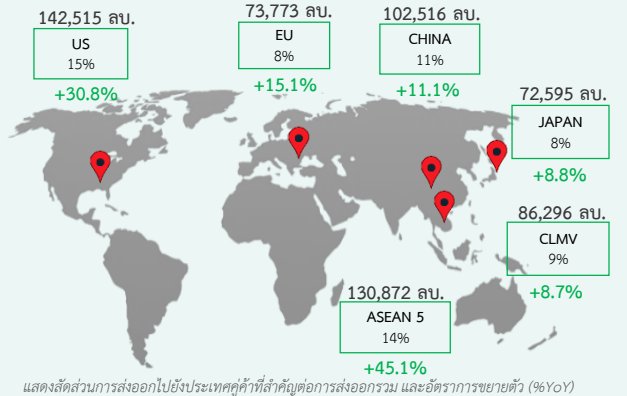 142,515 ลบ.
US
15%
+30.8%
73,773 ลบ.
EU
8%
+15.1%
102,516 ลบ.
CHINA
11%
+11.1%
72,595 ลบ.
JAPAN
8%
+8.8%
86,296 ลบ.
CLMV
9%
+8.7%
130,872 ลบ.
ASEAN 5
14%
+45.1%
แสดงสัดส่วนการส่งออกไปยังประเทศคู่ค้าที่สำคัญต่อการส่งออกรวม และอัตราการขยายตัว (%YoY)